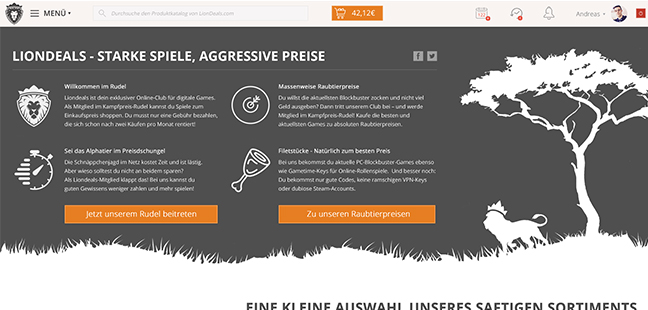 MENÜ
Durchsuche den Produktkatalog von LionDeals.com
42,12€
Andreas
LIONDEALS - STARKE SPIELE, AGGRESSIVE PREISE
Willkommen im Rudel
Liondeals ist dein exklusiver Online-Club für digitale Games.
Als Mitglied im Kampfpreis-Rudel kannst du Spiele zum
Einkaufspreis shoppen. Du musst nur eine Gebühr bezahlen,
die sich schon nach zwei Käufen pro Monat rentiert!
Massenweise Raubtierpreise
Du willst die aktuellsten Blockbuster zocken und nicht viel
Geld ausgeben? Dann tritt unserem Club bei – und werde
Mitglied im Kampfpreis-Rudel! Kaufe die besten und
aktuellsten Games zu absoluten Raubtierpreisen.
Sei das Alphatier im Preisdschungel!
Die Schnäppchenjagd im Netz kostet Zeit und ist lästig.
Aber wieso solltest du nicht an beidem sparen?
Als Liondeals-Mitglied klappt das! Bei uns kannst du
guten Gewissens weniger zahlen und mehr spielen!
Filetstücke - Natürlich zum besten Preis
Bei uns bekommst du aktuelle PC-Blockbuster-Games ebenso
wie Gametime-Keys für Online-Rollenspiele. Und besser noch:
Du bekommst nur gute Codes, keine ramschigen VPN-Keys
oder dubiose Steam-Accounts.
Jetzt unserem Rudel beitreten
Zu unseren Raubtierpreisen
EINE KLEINE AUSWAHL UNSERES SAFTIGEN SORTIMENTS